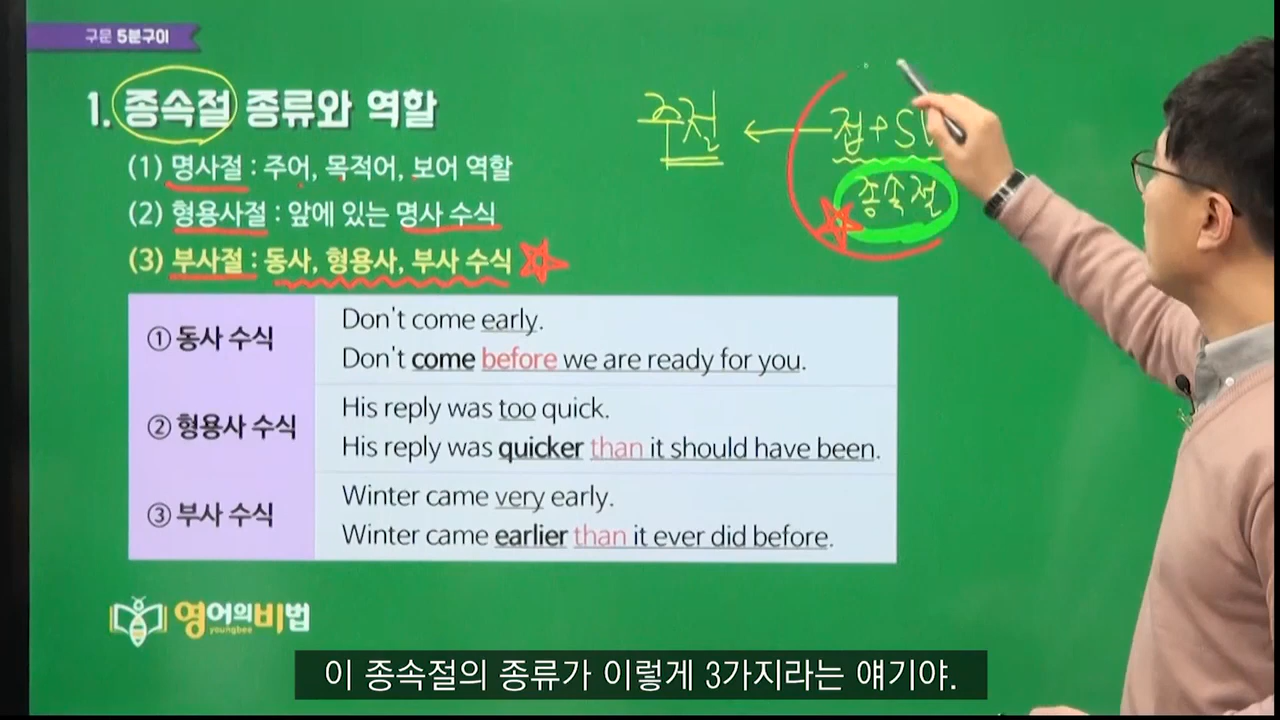 구문 5분구이
1. 종속절 종류와 역할
주절 ← 접+S
종속절
(1) 명사절 : 주어, 목적어, 보어 역할
(2) 형용사절 : 앞에 있는 명사 수식
(3) 부사절 : 동사, 형용사, 부사 수식
① 동사 수식
Don't come early.
Don't come before we are ready for you.
② 형용사 수식
His reply was too quick.
His reply was quicker than it should have been.
③ 부사 수식
Winter came very early.
Winter came earlier than it ever did before.
영어의비법
youngbee
이 종속절의 종류가 이렇게 3가지라는 얘기야.